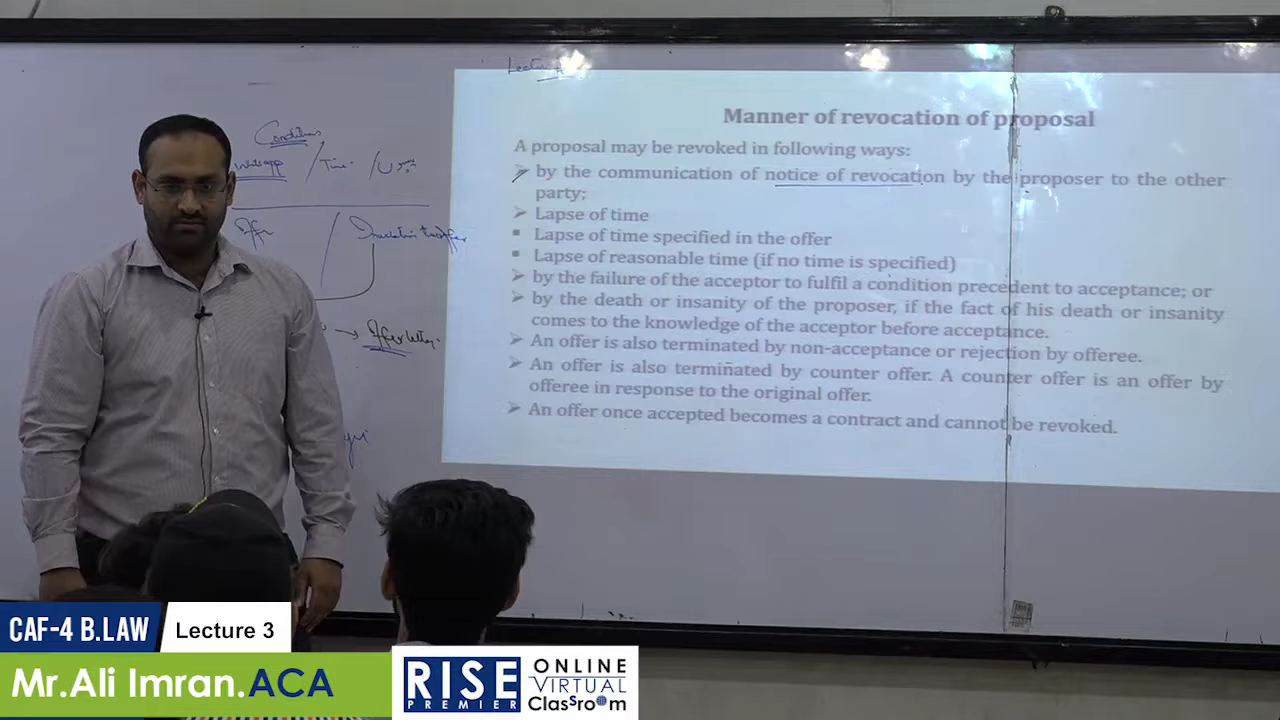 Lecture
Conditions
Whatsapp / Time /
Offer / Invitation to offer
→ Offer letter.
Manner of revocation of proposal
A proposal may be revoked in following ways:
➢ by the communication of notice of revocation by the proposer to the other
party;
➢ Lapse of time
▪ Lapse of time specified in the offer
▪ Lapse of reasonable time (if no time is specified)
➢ by the failure of the acceptor to fulfil a condition precedent to acceptance; or
➢ by the death or insanity of the proposer, if the fact of his death or insanity
comes to the knowledge of the acceptor before acceptance.
➢ An offer is also terminated by non-acceptance or rejection by offeree.
➢ An offer is also terminated by counter offer. A counter offer is an offer by
offeree in response to the original offer.
➢ An offer once accepted becomes a contract and cannot be revoked.
CAF-4 B.LAW
Lecture 3
Mr.Ali Imran.ACA
RISE
PREMIER
ONLINE
VIRTUAL
Classroom